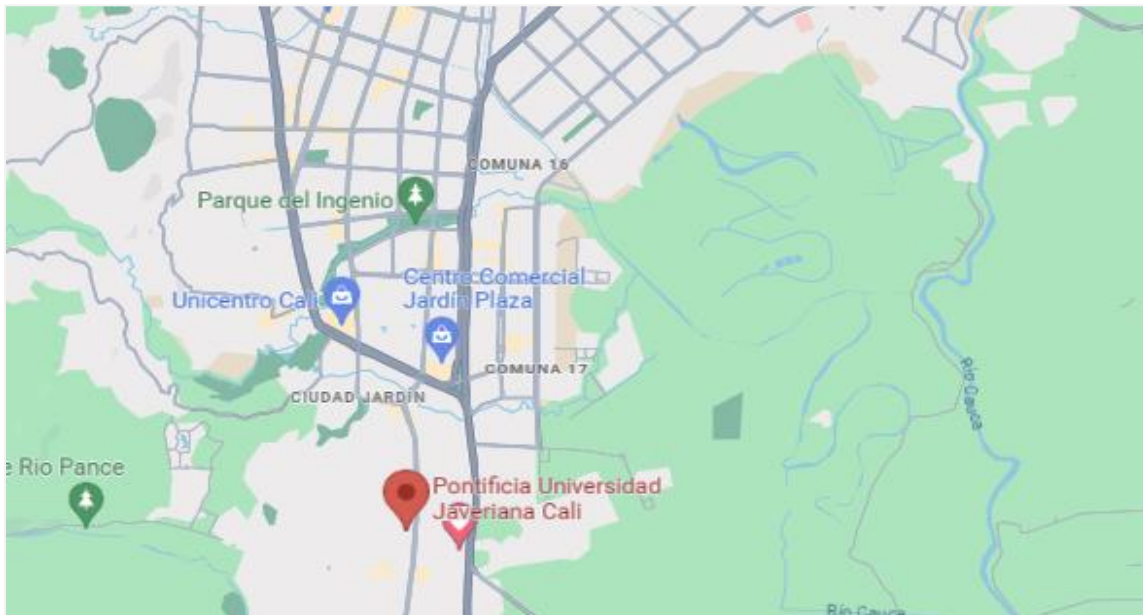 COMUNA 16
Parque del Ingenio
Centro Comercial
Jardín Plaza
Unicentro Cali
COMUNA 17
CIUDAD JARDÍN
Río Cauca
e Rio Pance
Pontificia Universidad
Javeriana Cali
Río Cauca